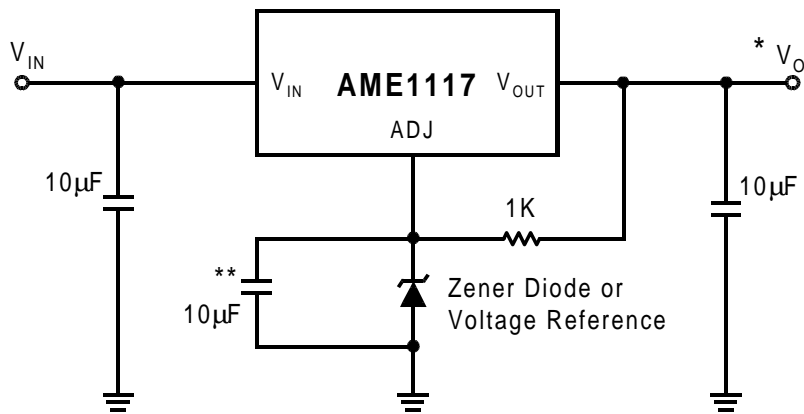 V_IN
* V_O
V_IN AME1117 V_OUT
ADJ
10µF
1K
10µF
**
10µF
Zener Diode or
Voltage Reference